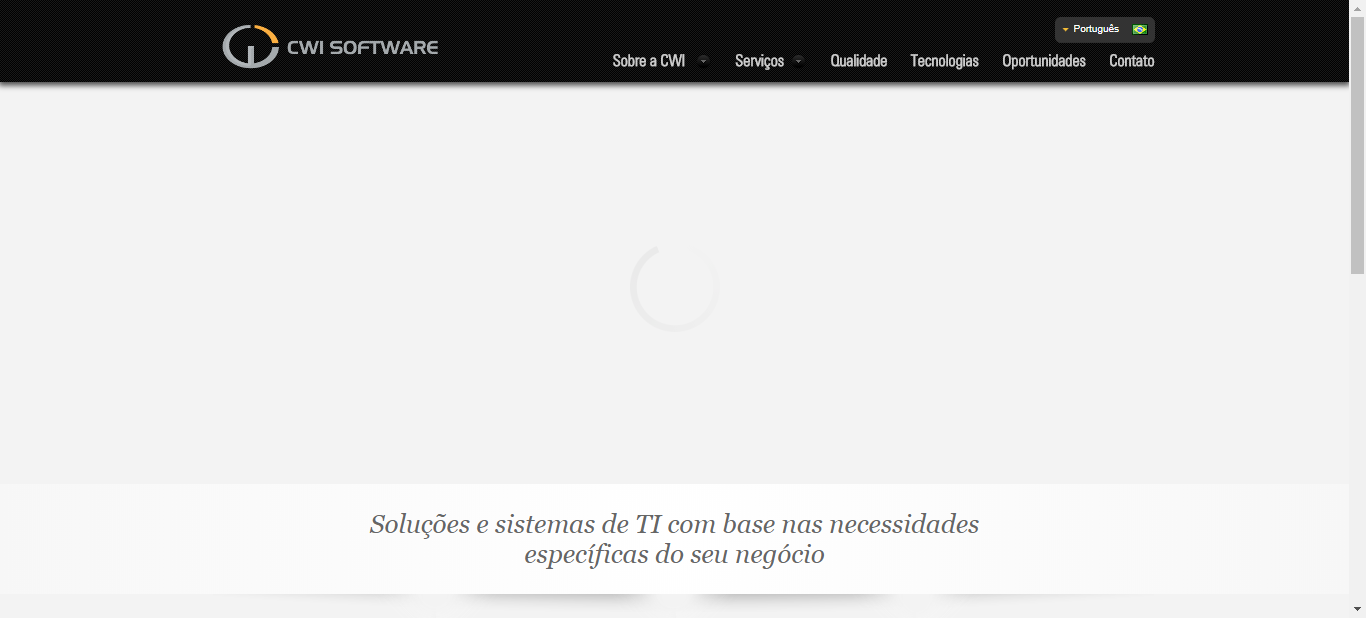 CWI SOFTWARE
Português
Sobre a CWI Serviços Qualidade Tecnologias Oportunidades Contato
Soluções e sistemas de TI com base nas necessidades
específicas do seu negócio